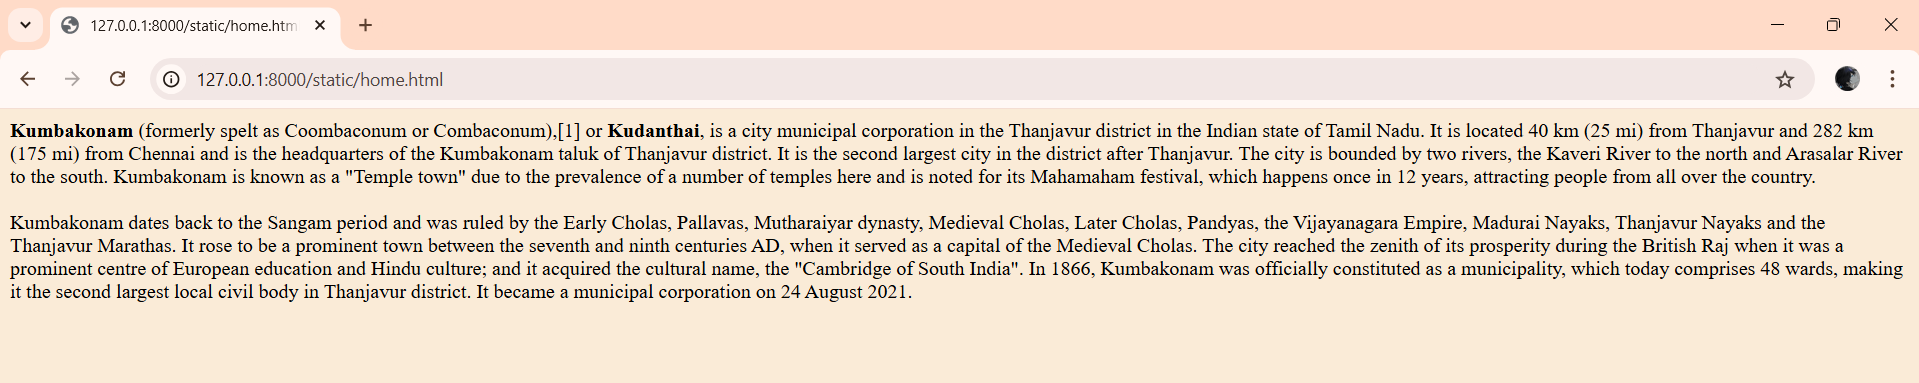 127.0.0.1:8000/static/home.htm
127.0.0.1:8000/static/home.html
Kumbakonam (formerly spelt as Coombaconum or Combaconum),[1] or Kudanthai, is a city municipal corporation in the Thanjavur district in the Indian state of Tamil Nadu. It is located 40 km (25 mi) from Thanjavur and 282 km
(175 mi) from Chennai and is the headquarters of the Kumbakonam taluk of Thanjavur district. It is the second largest city in the district after Thanjavur. The city is bounded by two rivers, the Kaveri River to the north and Arasalar River
to the south. Kumbakonam is known as a "Temple town" due to the prevalence of a number of temples here and is noted for its Mahamaham festival, which happens once in 12 years, attracting people from all over the country.
Kumbakonam dates back to the Sangam period and was ruled by the Early Cholas, Pallavas, Mutharaiyar dynasty, Medieval Cholas, Later Cholas, Pandyas, the Vijayanagara Empire, Madurai Nayaks, Thanjavur Nayaks and the
Thanjavur Marathas. It rose to be a prominent town between the seventh and ninth centuries AD, when it served as a capital of the Medieval Cholas. The city reached the zenith of its prosperity during the British Raj when it was a
prominent centre of European education and Hindu culture; and it acquired the cultural name, the "Cambridge of South India". In 1866, Kumbakonam was officially constituted as a municipality, which today comprises 48 wards, making
it the second largest local civil body in Thanjavur district. It became a municipal corporation on 24 August 2021.